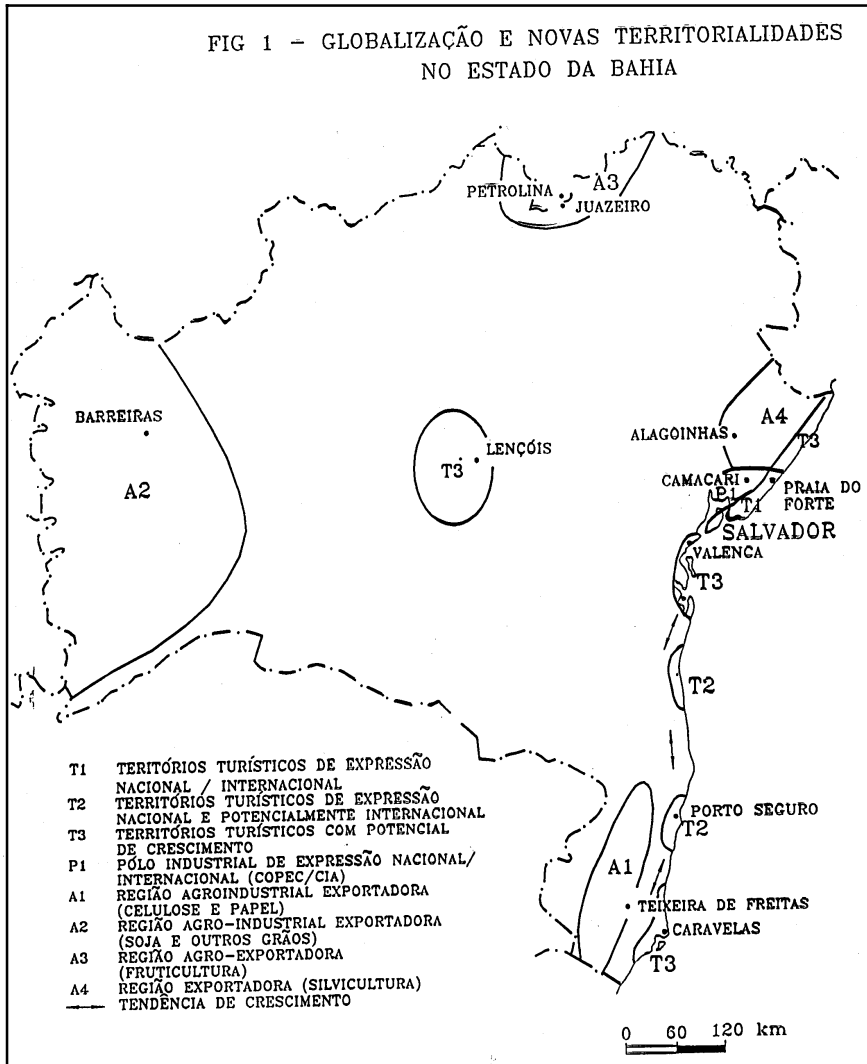 FIG 1 - GLOBALIZAÇÃO E NOVAS TERRITORIALIDADES
NO ESTADO DA BAHIA
PETROLINA
A3
JUAZEIRO
BARREIRAS
A2
LENÇÓIS
T3
ALAGOINHAS
A4
T3
CAMACARI
P1
T1
PRAIA DO
FORTE
SALVADOR
VALENCA
T3
T2
PORTO SEGURO
T2
A1
TEIXEIRA DE FREITAS
CARAVELAS
T3
T1 TERITÓRIOS TURÍSTICOS DE EXPRESSÃO
NACIONAL / INTERNACIONAL
T2 TERRITÓRIOS TURÍSTICOS DE EXPRESSÃO
NACIONAL E POTENCIALMENTE INTERNACIONAL
T3 TERRITÓRIOS TURÍSTICOS COM POTENCIAL
DE CRESCIMENTO
P1 PÓLO INDUSTRIAL DE EXPRESSÃO NACIONAL/
INTERNACIONAL (COPEC/CIA)
A1 REGIÃO AGROINDUSTRIAL EXPORTADORA
(CELULOSE E PAPEL)
A2 REGIÃO AGRO-INDUSTRIAL EXPORTADORA
(SOJA E OUTROS GRÃOS)
A3 REGIÃO AGRO-EXPORTADORA
(FRUTICULTURA)
A4 REGIÃO EXPORTADORA (SILVICULTURA)
TENDÊNCIA DE CRESCIMENTO
0 60 120 km